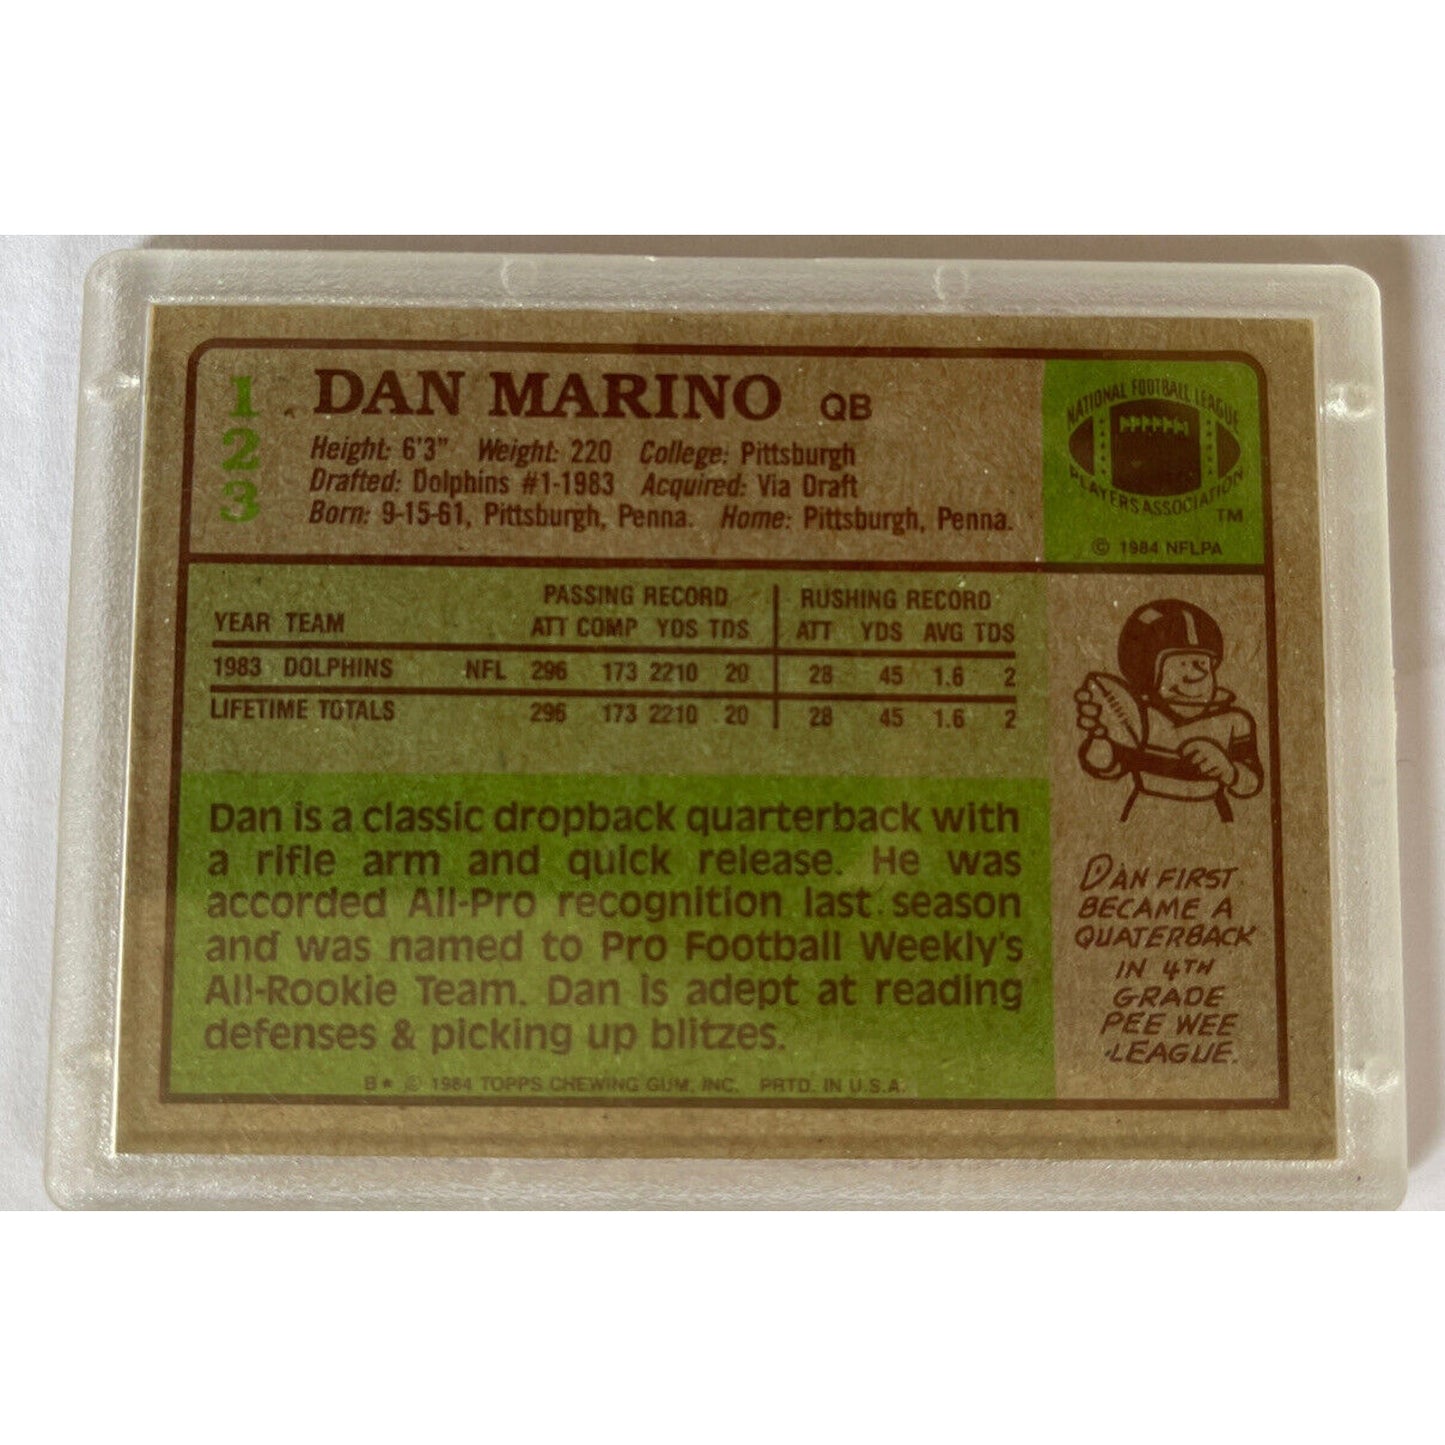 1
2
3
DAN MARINO QB
Height: 6'3" Weight: 220 College: Pittsburgh
Drafted: Dolphins #1-1983 Acquired: Via Draft
Born: 9-15-61, Pittsburgh, Penna. Home: Pittsburgh, Penna.
NATIONAL FOOTBALL LEAGUE
PLAYERS ASSOCIATION
TM
© 1984 NFLPA
PASSING RECORD RUSHING RECORD
YEAR TEAM ATT COMP YDS TDS ATT YDS AVG TDS
1983 DOLPHINS NFL 296 173 2210 20 28 45 1.6 2
LIFETIME TOTALS 296 173 2210 20 28 45 1.6 2
Dan is a classic dropback quarterback with
a rifle arm and quick release. He was
accorded All-Pro recognition last season
and was named to Pro Football Weekly's
All-Rookie Team. Dan is adept at reading
defenses & picking up blitzes.
B* © 1984 TOPPS CHEWING GUM, INC. PRTD. IN U.S.A.
DAN FIRST
BECAME A
QUATERBACK
IN 4TH
GRADE
PEE WEE
LEAGUE.